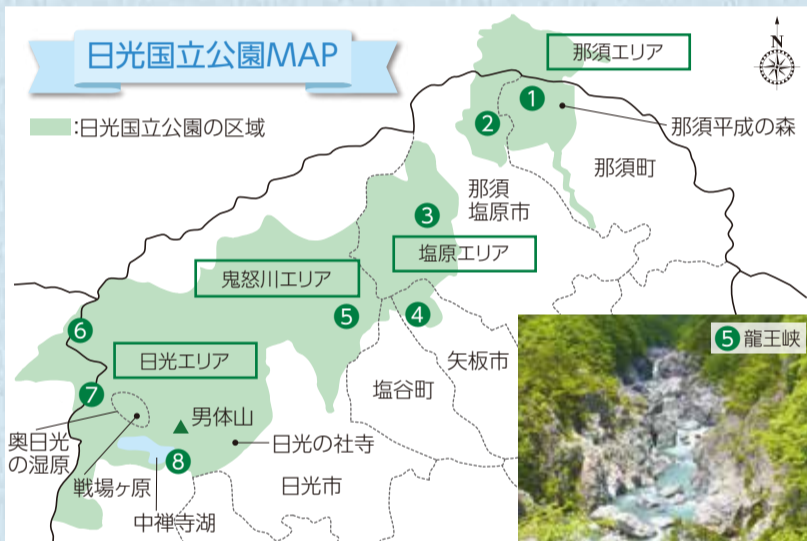 日光国立公園MAP
:日光国立公園の区域
那須エリア
N
1
2
那須平成の森
那須町
那須
塩原市
3
塩原エリア
鬼怒川エリア
5
4
6
日光エリア
矢板市
塩谷町
5 龍王峡
7
男体山
奥日光
の湿原
日光の社寺
8
戦場ヶ原
日光市
中禅寺湖